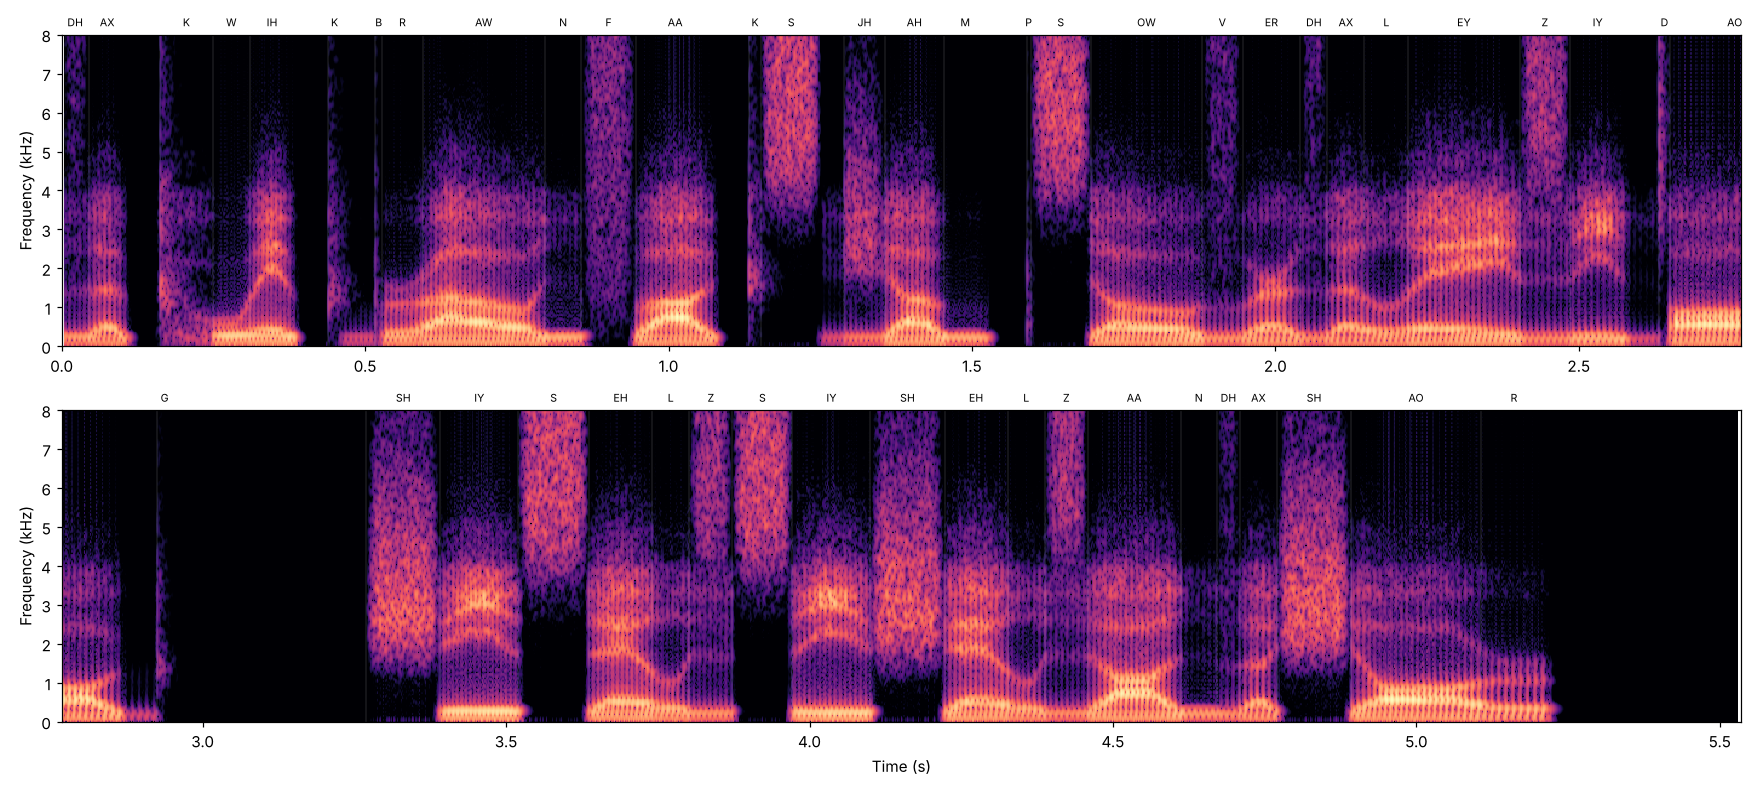 DH AX K W IH K B R AW N F AA K S JH AH M P S OW V ER DH AX L EY Z IY D AO
8
7
6
5
4
3
2
1
0
Frequency (kHz)
0.0 0.5 1.0 1.5 2.0 2.5
G SH IY S EH L Z S IY SH EH L Z AA N DH AX SH AO R
8
7
6
5
4
3
2
1
0
Frequency (kHz)
3.0 3.5 4.0 4.5 5.0 5.5
Time (s)